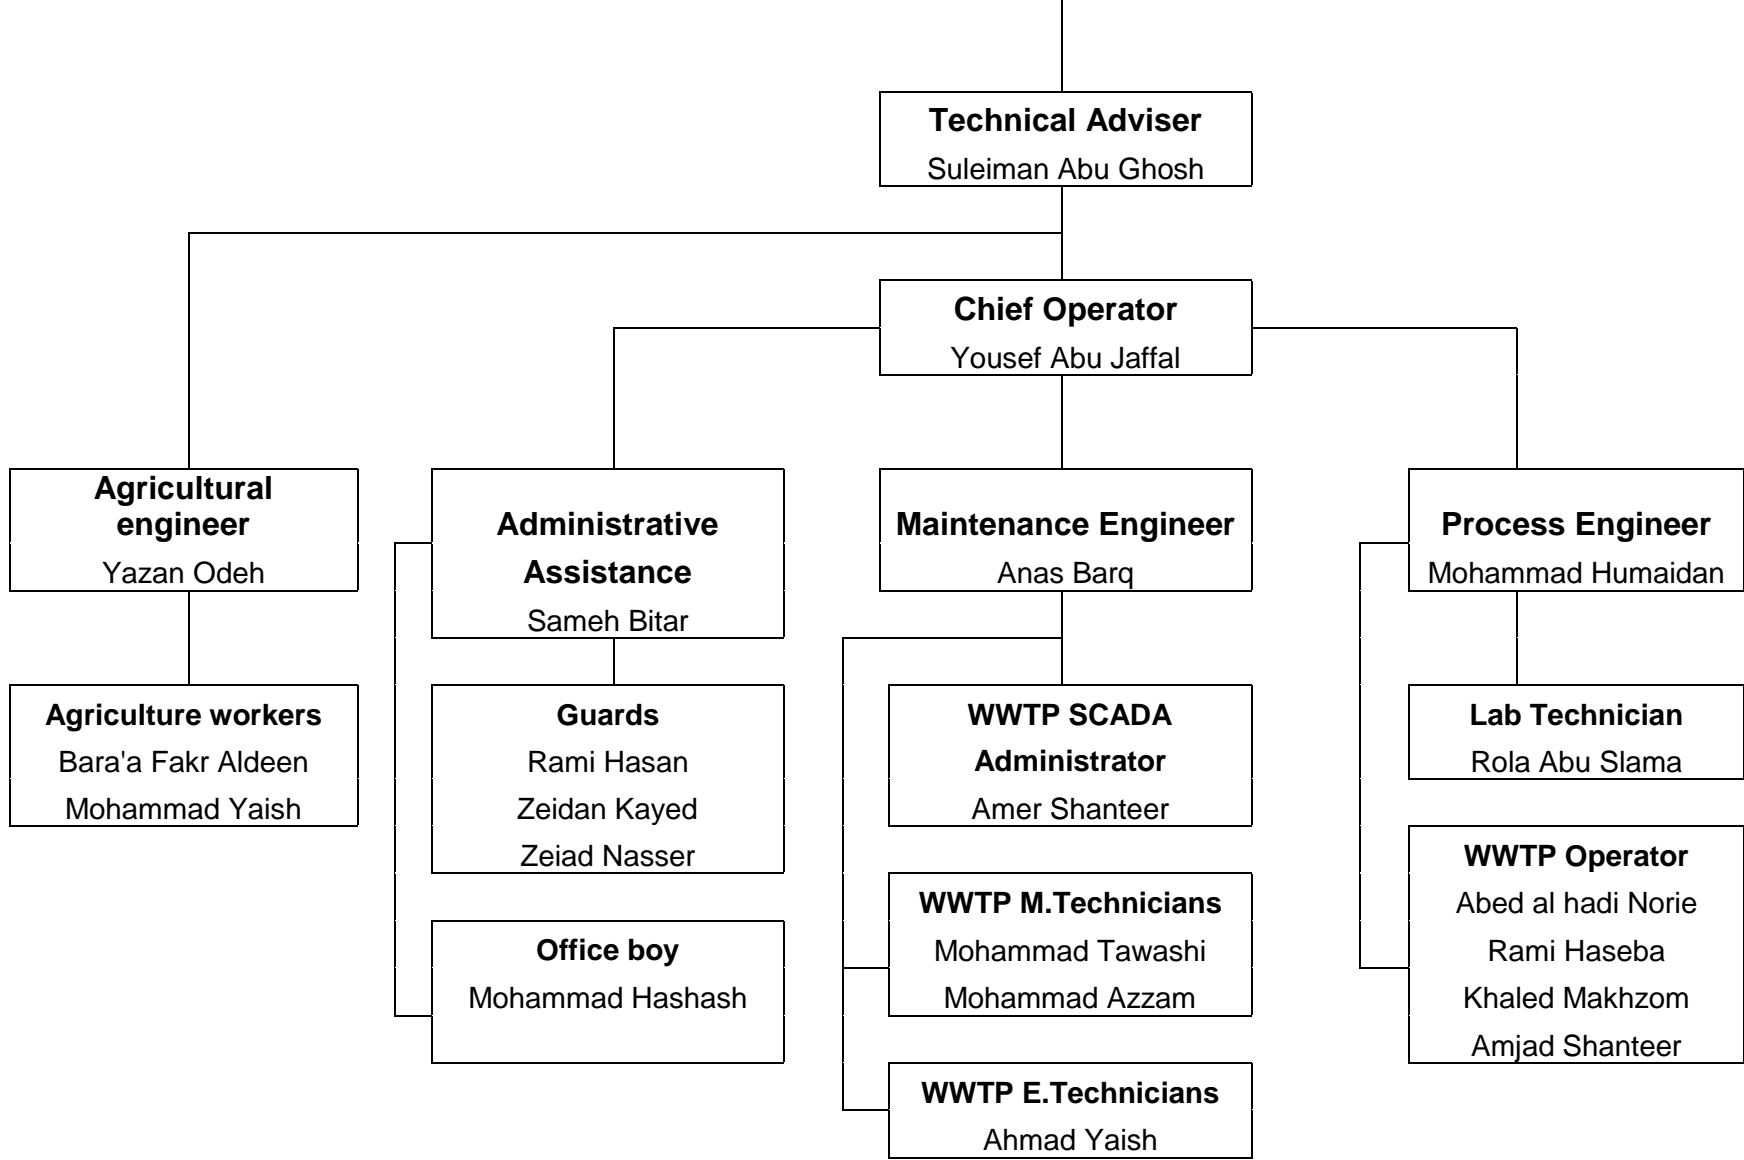 Technical Adviser
Suleiman Abu Ghosh
Chief Operator
Yousef Abu Jaffal
Agricultural
engineer
Yazan Odeh
Administrative
Assistance
Sameh Bitar
Maintenance Engineer
Anas Barq
Process Engineer
Mohammad Humaidan
Agriculture workers
Bara'a Fakr Aldeen
Mohammad Yaish
Guards
Rami Hasan
Zeidan Kayed
Zeiad Nasser
Office boy
Mohammad Hashash
WWTP SCADA
Administrator
Amer Shanteer
WWTP M.Technicians
Mohammad Tawashi
Mohammad Azzam
WWTP E.Technicians
Ahmad Yaish
Lab Technician
Rola Abu Slama
WWTP Operator
Abed al hadi Norie
Rami Haseba
Khaled Makhzom
Amjad Shanteer